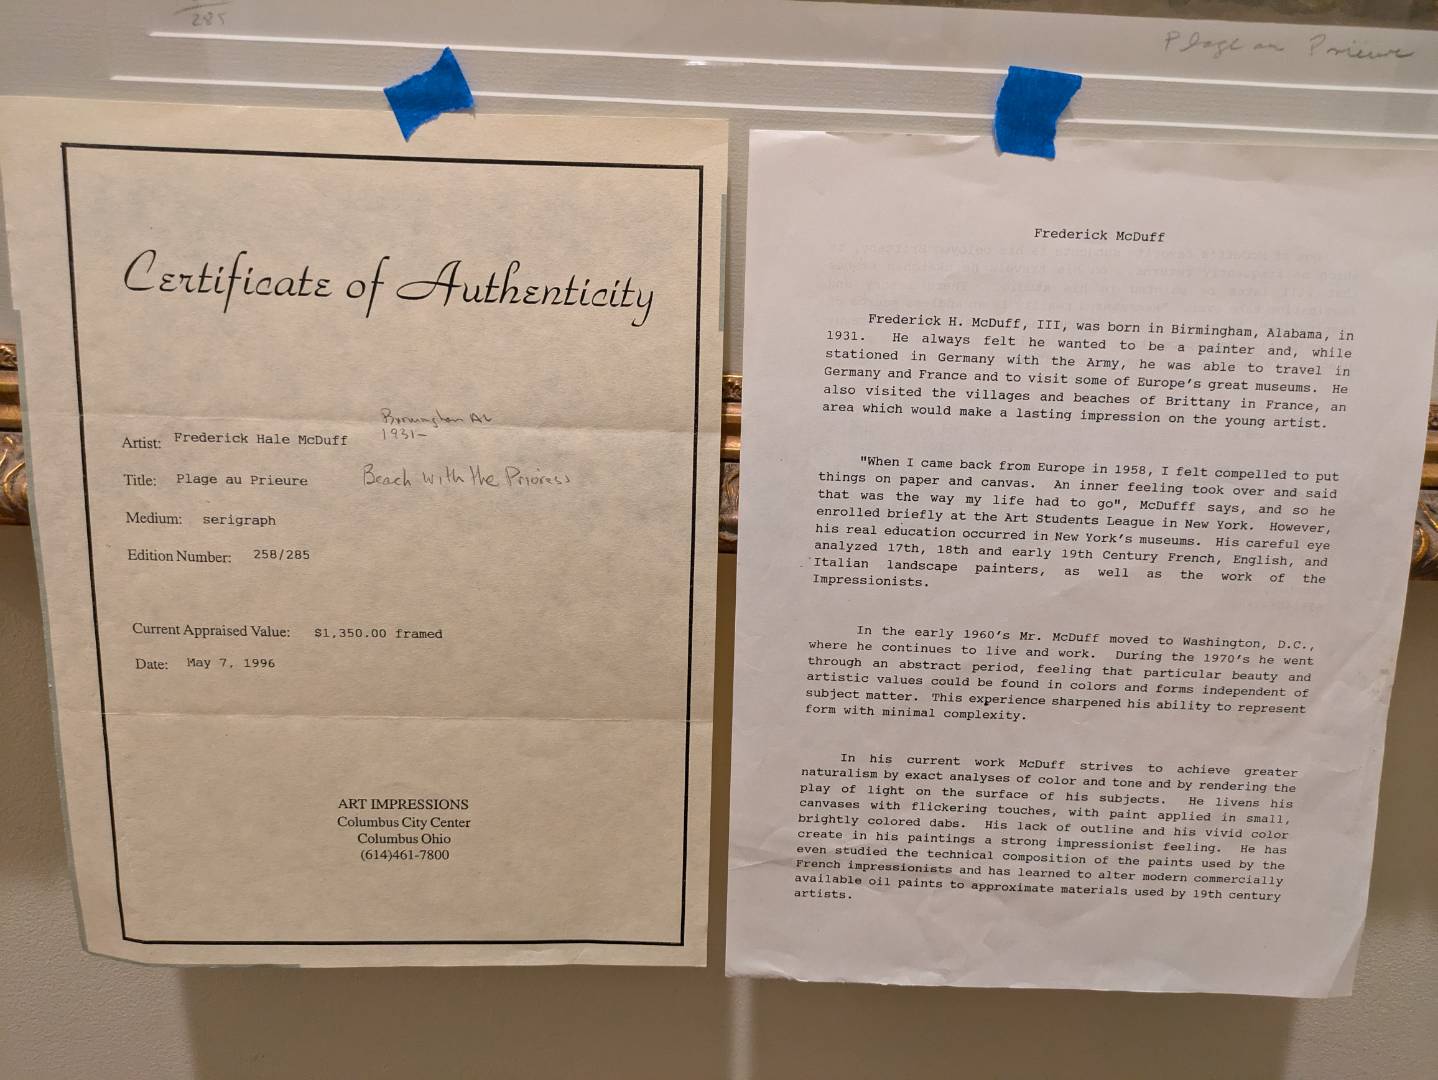 285
Plage au Prieure
Certificate of Authenticity
Birmingham AL
1931-
Artist: Frederick Hale McDuff
Title: Plage au Prieure Beach with the Prioress
Medium: serigraph
Edition Number: 258/285
Current Appraised Value: $1,350.00 framed
Date: May 7, 1996
ART IMPRESSIONS
Columbus City Center
Columbus Ohio
(614)461-7800
Frederick McDuff
Frederick H. McDuff, III, was born in Birmingham, Alabama, in
1931. He always felt he wanted to be a painter and, while
stationed in Germany with the Army, he was able to travel in
Germany and France and to visit some of Europe's great museums. He
also visited the villages and beaches of Brittany in France, an
area which would make a lasting impression on the young artist.
"When I came back from Europe in 1958, I felt compelled to put
things on paper and canvas. An inner feeling took over and said
that was the way my life had to go", McDufff says, and so he
enrolled briefly at the Art Students League in New York. However,
his real education occurred in New York's museums. His careful eye
analyzed 17th, 18th and early 19th Century French, English, and
Italian landscape painters, as well as the work of the
Impressionists.
In the early 1960's Mr. McDuff moved to Washington, D.C.,
where he continues to live and work. During the 1970's he went
through an abstract period, feeling that particular beauty and
artistic values could be found in colors and forms independent of
subject matter. This experience sharpened his ability to represent
form with minimal complexity.
In his current work McDuff strives to achieve greater
naturalism by exact analyses of color and tone and by rendering the
play of light on the surface of his subjects. He livens his
canvases with flickering touches, with paint applied in small,
brightly colored dabs. His lack of outline and his vivid color
create in his paintings a strong impressionist feeling. He has
even studied the technical composition of the paints used by the
French impressionists and has learned to alter modern commercially
available oil paints to approximate materials used by 19th century
artists.